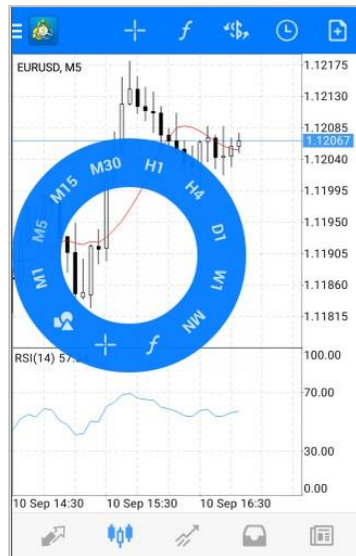 EURUSD, M5
1.12175
1.12130
1.12085
1.12067
1.12040
1.11995
1.11950
1.11905
1.11860
1.11815
M1
M5
M15
M30
H1
H4
D1
W1
MN
RSI(14) 57.
100.00
70.00
30.00
0.00
10 Sep 14:30 10 Sep 15:30 10 Sep 16:30